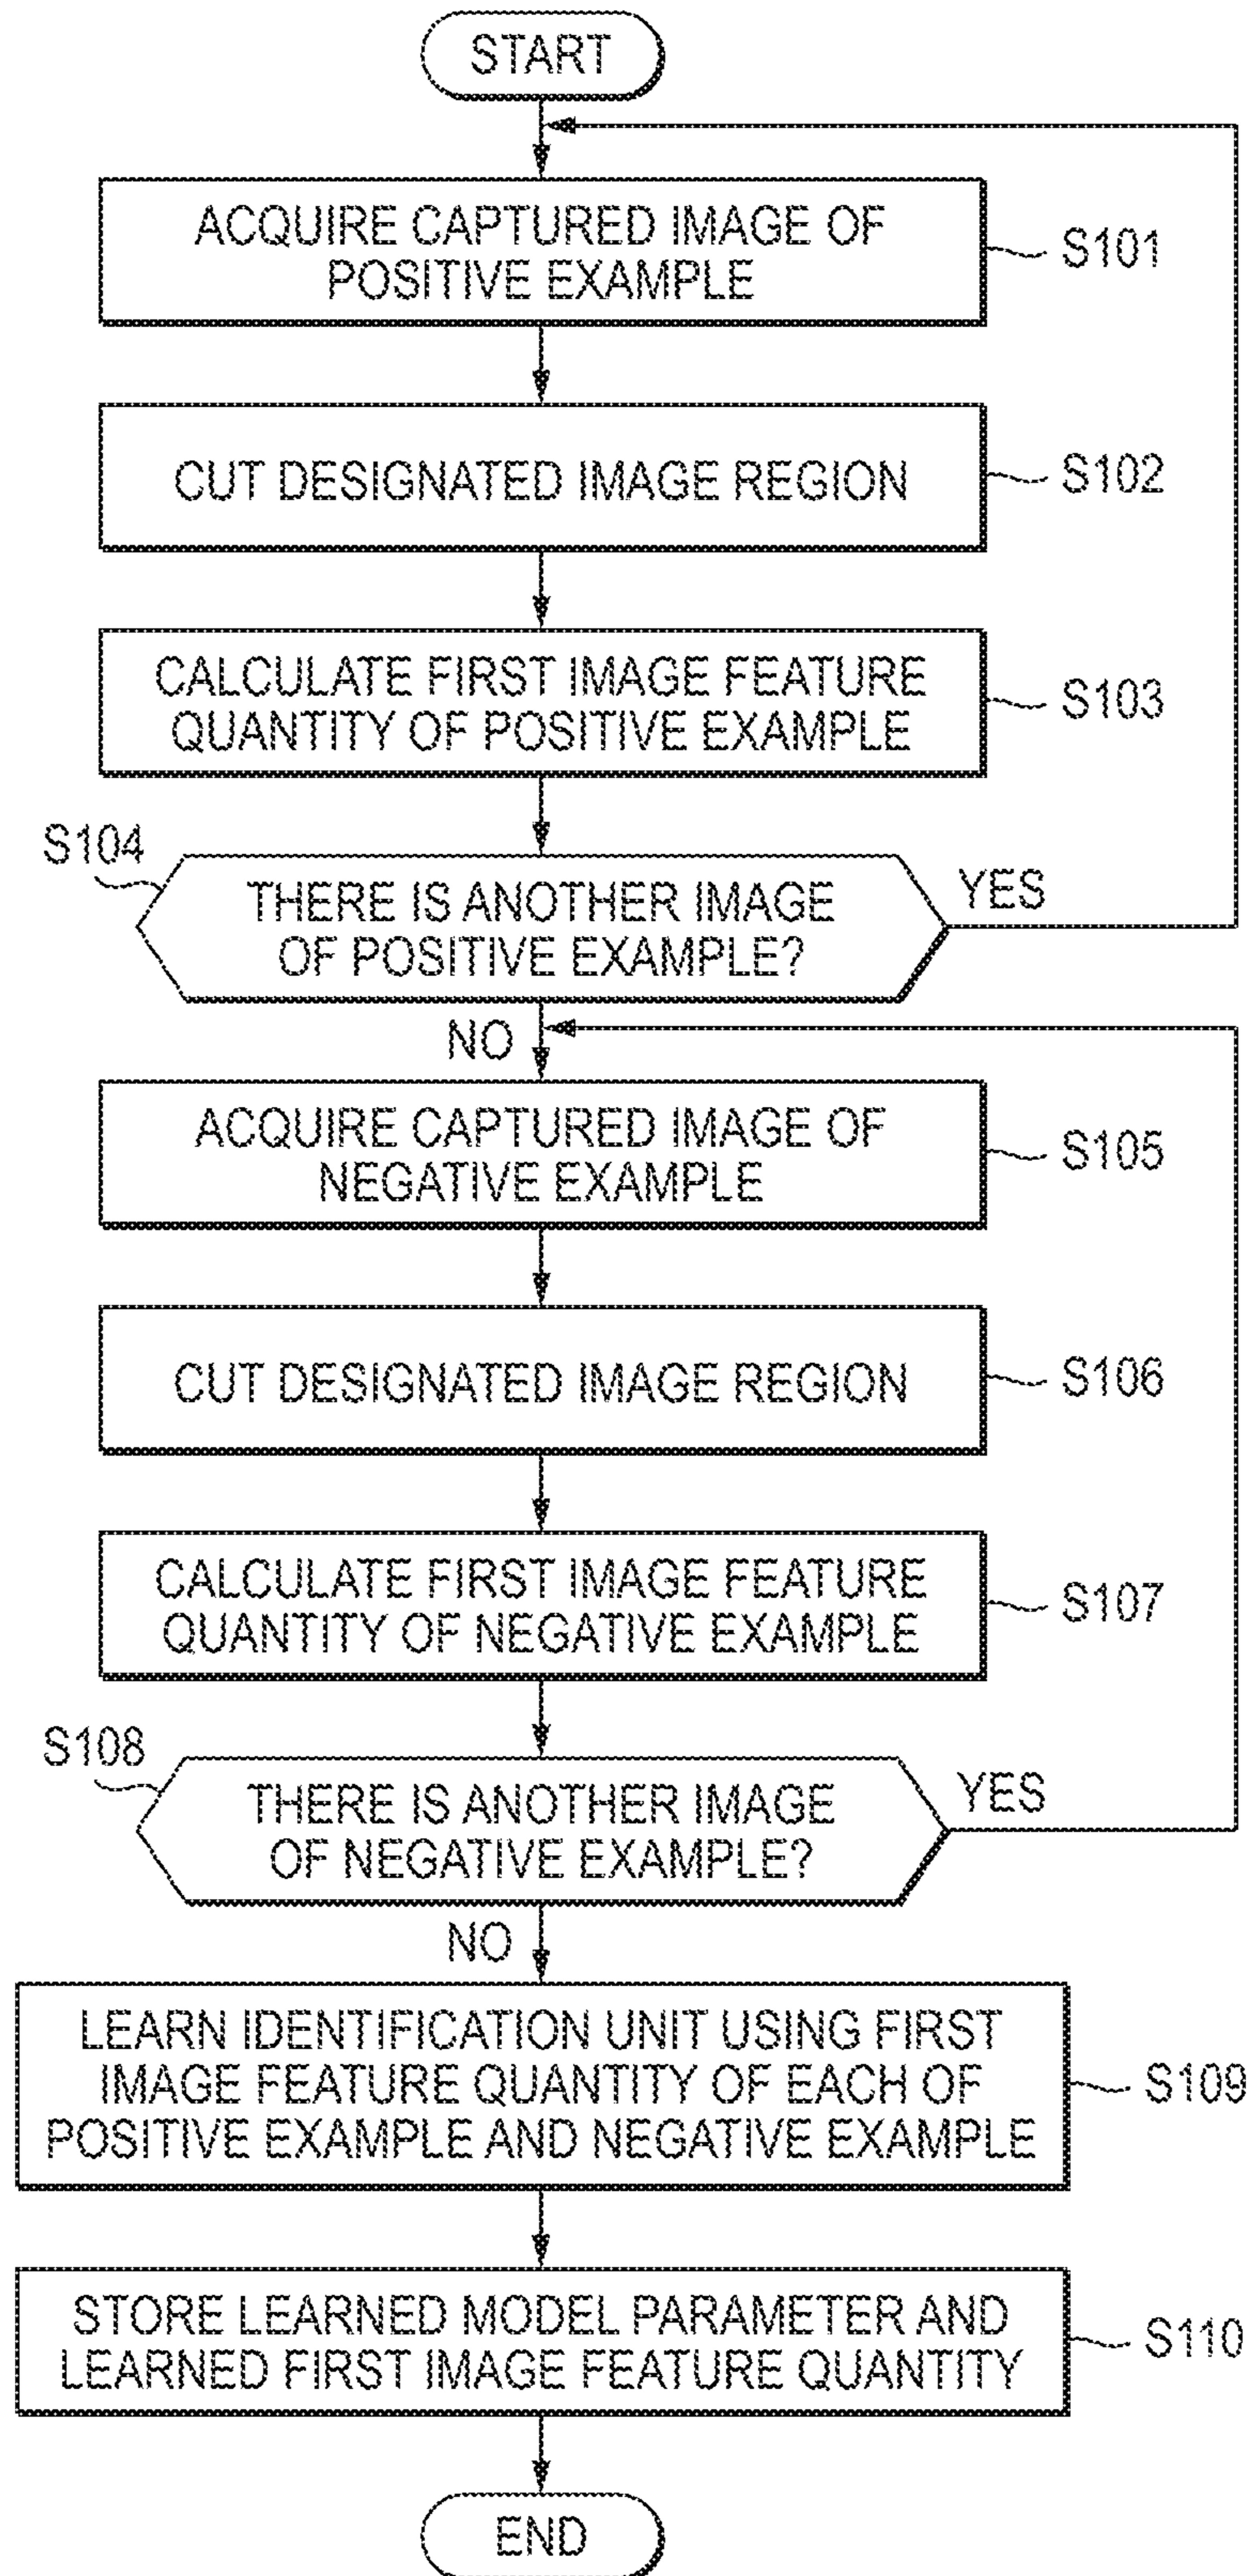 START
ACQUIRE CAPTURED IMAGE OF
POSITIVE EXAMPLE
S101
CUT DESIGNATED IMAGE REGION
S102
CALCULATE FIRST IMAGE FEATURE
QUANTITY OF POSITIVE EXAMPLE
S103
S104
THERE IS ANOTHER IMAGE
OF POSITIVE EXAMPLE?
YES
NO
ACQUIRE CAPTURED IMAGE OF
NEGATIVE EXAMPLE
S105
CUT DESIGNATED IMAGE REGION
S106
CALCULATE FIRST IMAGE FEATURE
QUANTITY OF NEGATIVE EXAMPLE
S107
S108
THERE IS ANOTHER IMAGE
OF NEGATIVE EXAMPLE?
YES
NO
LEARN IDENTIFICATION UNIT USING FIRST
IMAGE FEATURE QUANTITY OF EACH OF
POSITIVE EXAMPLE AND NEGATIVE EXAMPLE
S109
STORE LEARNED MODEL PARAMETER AND
LEARNED FIRST IMAGE FEATURE QUANTITY
S110
END